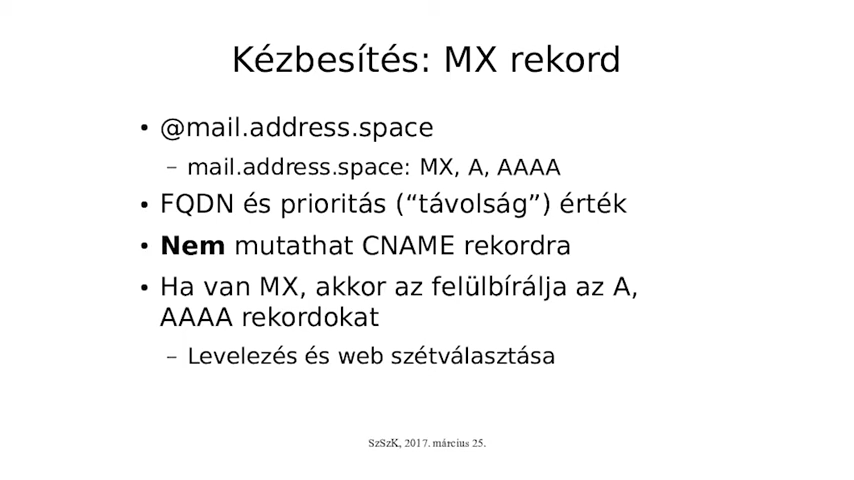 Kézbesítés: MX rekord
• @mail.address.space
– mail.address.space: MX, A, AAAA
• FQDN és prioritás (“távolság”) érték
• Nem mutathat CNAME rekordra
• Ha van MX, akkor az felülbírálja az A,
AAAA rekordokat
– Levelezés és web szétválasztása
SzSzK, 2017. március 25.